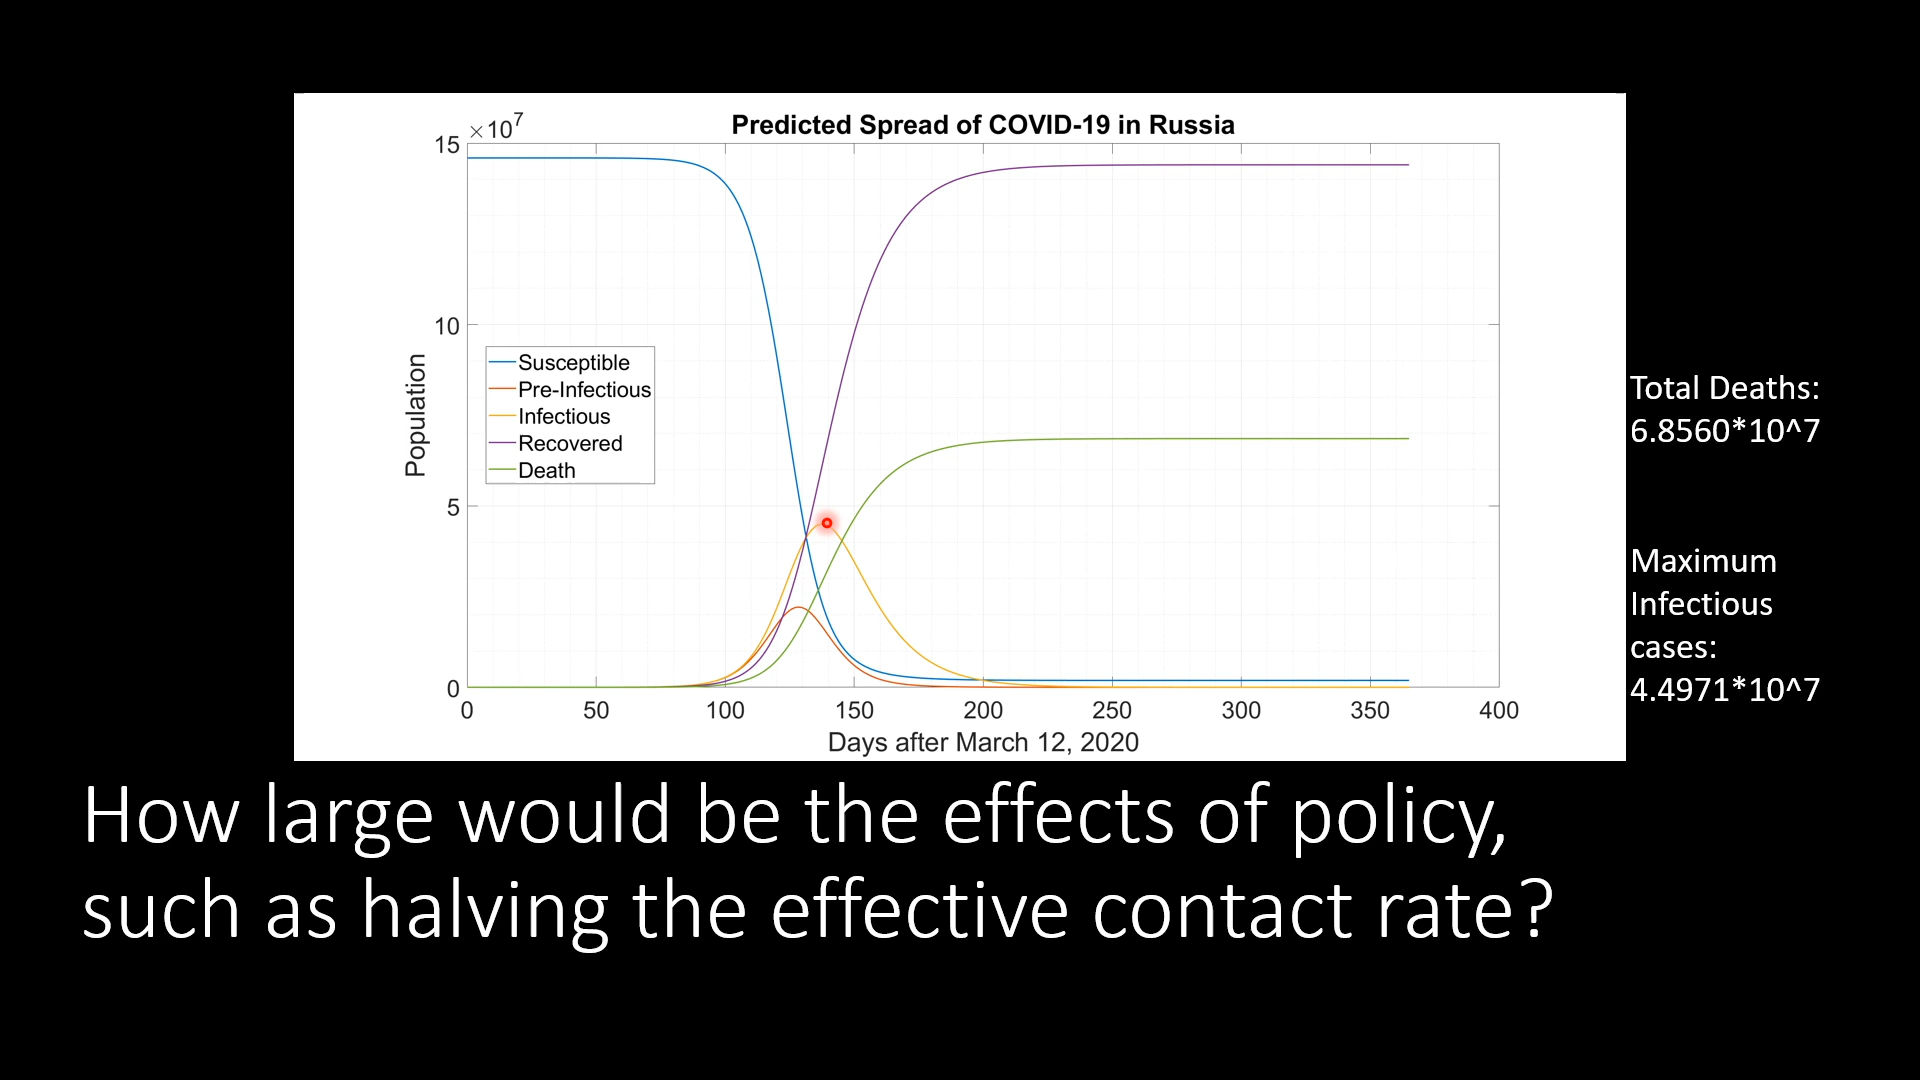 Predicted Spread of COVID-19 in Russia
×10^7
15
10
5
0
Population
Susceptible
Pre-Infectious
Infectious
Recovered
Death
0 50 100 150 200 250 300 350 400
Days after March 12, 2020
Total Deaths:
6.8560*10^7
Maximum
Infectious
cases:
4.4971*10^7
How large would be the effects of policy,
such as halving the effective contact rate?